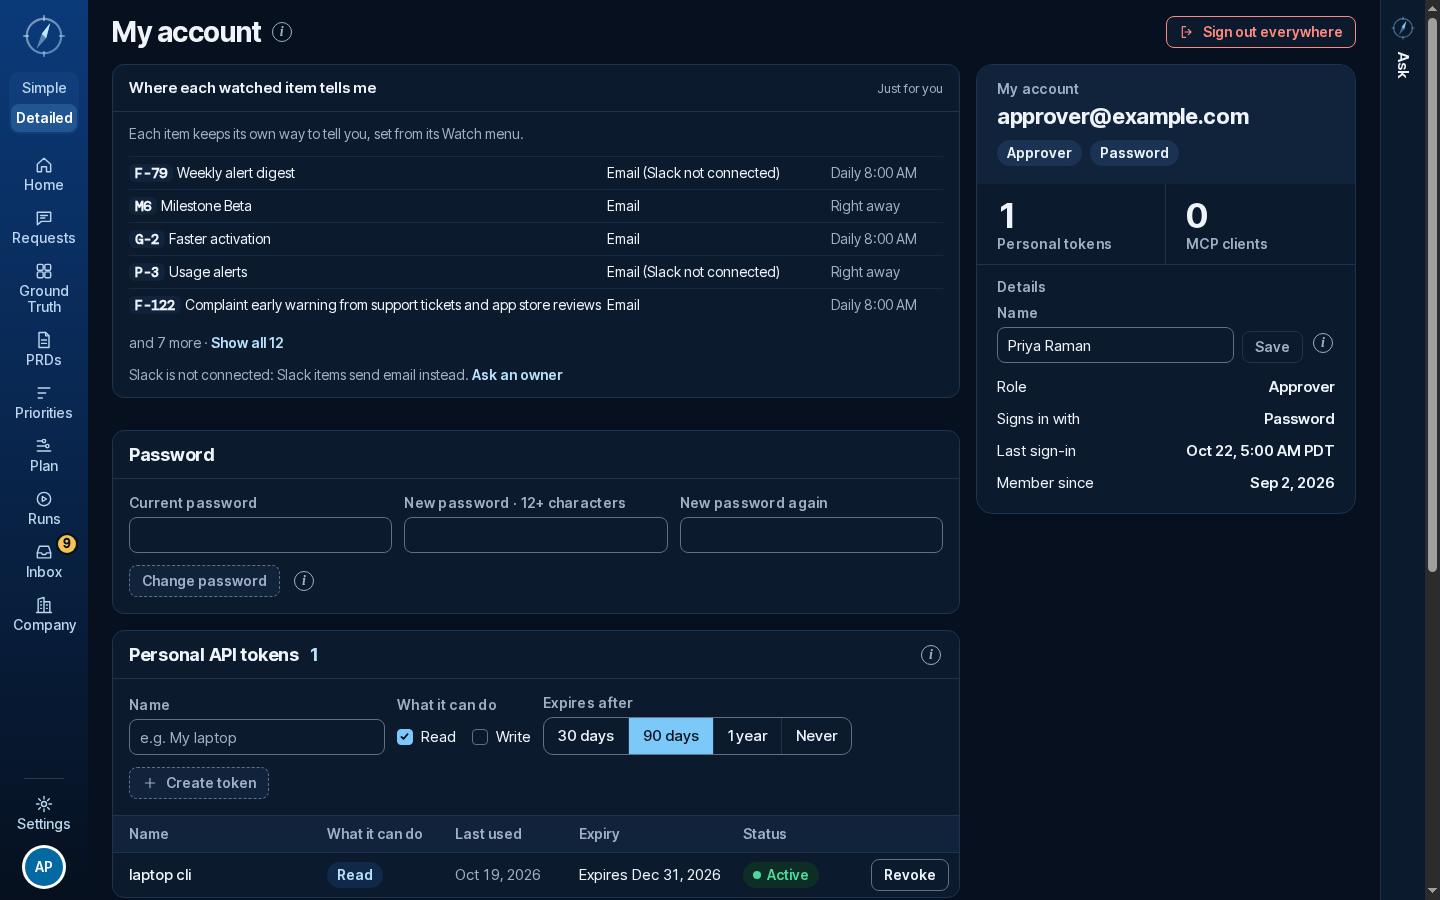 Simple
Detailed
Home
Requests
Ground
Truth
PRDs
Priorities
Plan
Runs
9
Inbox
Company
Settings
AP
My account
i
Sign out everywhere
Where each watched item tells me
Just for you
Each item keeps its own way to tell you, set from its Watch menu.
F-79 Weekly alert digest Email (Slack not connected) Daily 8:00 AM
M6 Milestone Beta Email Right away
G-2 Faster activation Email Daily 8:00 AM
P-3 Usage alerts Email (Slack not connected) Right away
F-122 Complaint early warning from support tickets and app store reviews Email Daily 8:00 AM
and 7 more · Show all 12
Slack is not connected: Slack items send email instead. Ask an owner
Password
Current password New password · 12+ characters New password again
Change password i
Personal API tokens 1 i
Name What it can do Expires after
e.g. My laptop Read Write 30 days 90 days 1 year Never
Create token
Name What it can do Last used Expiry Status
laptop cli Read Oct 19, 2026 Expires Dec 31, 2026 Active Revoke
My account
approver@example.com
Approver Password
1 0
Personal tokens MCP clients
Details
Name
Priya Raman Save i
Role Approver
Signs in with Password
Last sign-in Oct 22, 5:00 AM PDT
Member since Sep 2, 2026
Ask